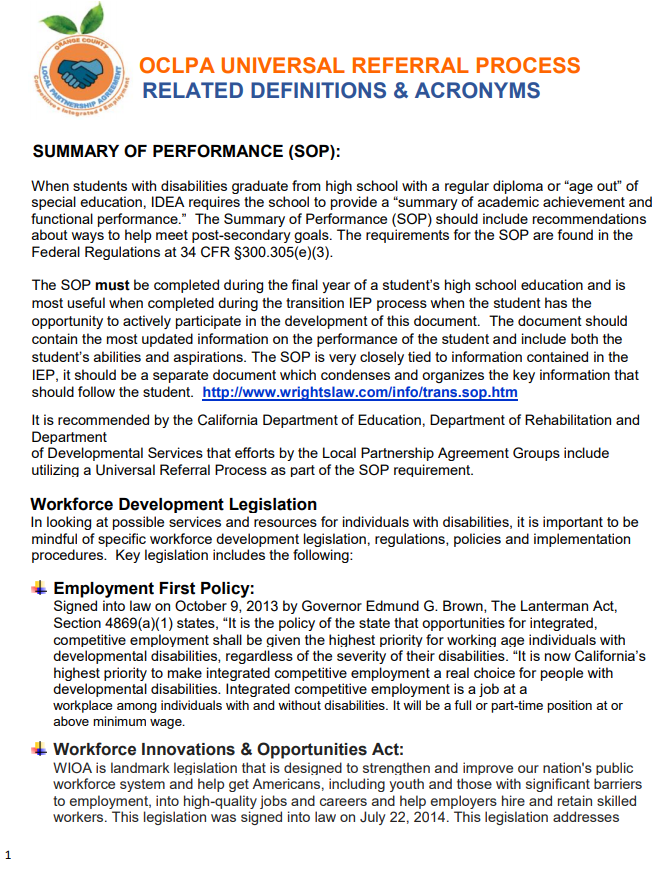 ORANGE COUNTY
LOCAL PARTNERSHIP AGREEMENT
Competitive • Integrated • Employment
OCLPA UNIVERSAL REFERRAL PROCESS
RELATED DEFINITIONS & ACRONYMS
SUMMARY OF PERFORMANCE (SOP):
When students with disabilities graduate from high school with a regular diploma or “age out” of
special education, IDEA requires the school to provide a “summary of academic achievement and
functional performance.”  The Summary of Performance (SOP) should include recommendations
about ways to help meet post-secondary goals. The requirements for the SOP are found in the
Federal Regulations at 34 CFR §300.305(e)(3).
The SOP must be completed during the final year of a student’s high school education and is
most useful when completed during the transition IEP process when the student has the
opportunity to actively participate in the development of this document.  The document should
contain the most updated information on the performance of the student and include both the
student’s abilities and aspirations. The SOP is very closely tied to information contained in the
IEP, it should be a separate document which condenses and organizes the key information that
should follow the student.  http://www.wrightslaw.com/info/trans.sop.htm
It is recommended by the California Department of Education, Department of Rehabilitation and
Department
of Developmental Services that efforts by the Local Partnership Agreement Groups include
utilizing a Universal Referral Process as part of the SOP requirement.
Workforce Development Legislation
In looking at possible services and resources for individuals with disabilities, it is important to be
mindful of specific workforce development legislation, regulations, policies and implementation
procedures.  Key legislation includes the following:
Employment First Policy:
Signed into law on October 9, 2013 by Governor Edmund G. Brown, The Lanterman Act,
Section 4869(a)(1) states, “It is the policy of the state that opportunities for integrated,
competitive employment shall be given the highest priority for working age individuals with
developmental disabilities, regardless of the severity of their disabilities. “It is now California’s
highest priority to make integrated competitive employment a real choice for people with
developmental disabilities. Integrated competitive employment is a job at a
workplace among individuals with and without disabilities. It will be a full or part-time position at or
above minimum wage.
Workforce Innovations & Opportunities Act:
WIOA is landmark legislation that is designed to strengthen and improve our nation's public
workforce system and help get Americans, including youth and those with significant barriers
to employment, into high-quality jobs and careers and help employers hire and retain skilled
workers. This legislation was signed into law on July 22, 2014. This legislation addresses
1